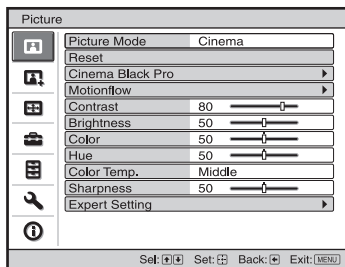 Picture
Picture Mode Cinema
Reset
Cinema Black Pro
Motionflow
Contrast 80
Brightness 50
Color 50
Hue 50
Color Temp. Middle
Sharpness 50
Expert Setting
Sel: Set: Back: Exit: MENU